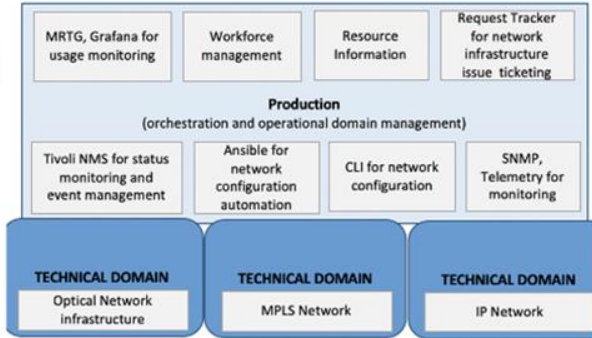 MRTG, Grafana for
usage monitoring
Workforce
management
Resource
Information
Request Tracker
for network
infrastructure
issue ticketing
Production
(orchestration and operational domain management)
Tivoli NMS for status
monitoring and
event management
Ansible for
network
configuration
automation
CLI for network
configuration
SNMP,
Telemetry for
monitoring
TECHNICAL DOMAIN
Optical Network
infrastructure
TECHNICAL DOMAIN
MPLS Network
TECHNICAL DOMAIN
IP Network